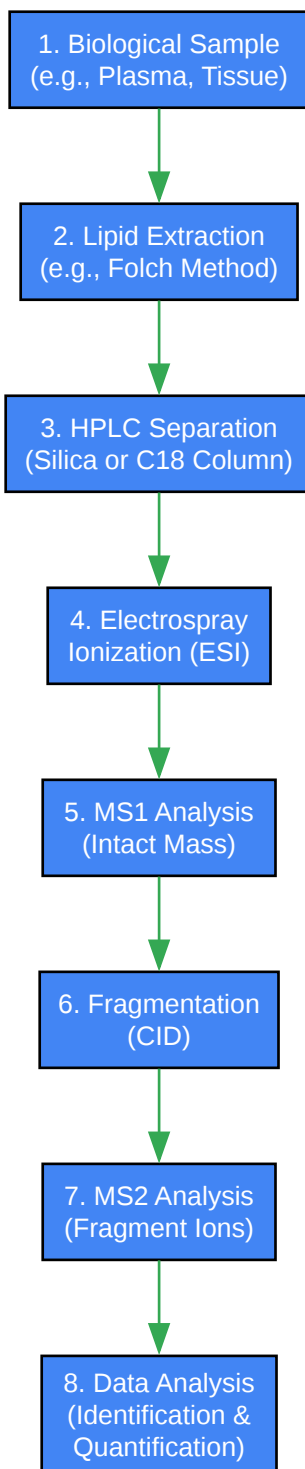 1. Biological Sample
(e.g., Plasma, Tissue)
2. Lipid Extraction
(e.g., Folch Method)
3. HPLC Separation
(Silica or C18 Column)
4. Electrospray
Ionization (ESI)
5. MS1 Analysis
(Intact Mass)
6. Fragmentation
(CID)
7. MS2 Analysis
(Fragment Ions)
8. Data Analysis
(Identification &
Quantification)